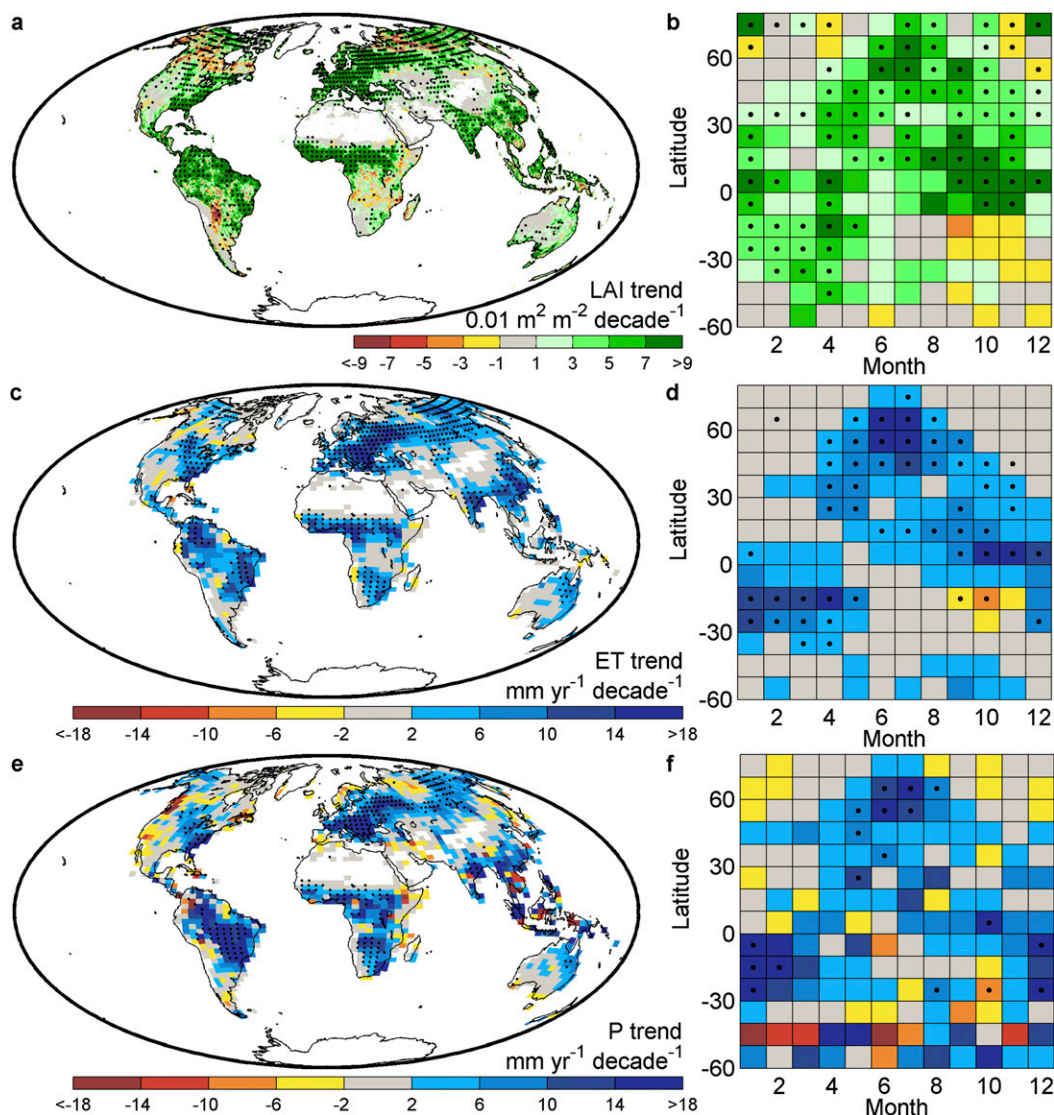 a
LAI trend
0.01 m² m⁻² decade⁻¹
<-9 -7 -5 -3 -1 1 3 5 7 >9
b
Latitude
60
30
0
-30
-60
2 4 6 8 10 12
Month
c
ET trend
mm yr⁻¹ decade⁻¹
<-18 -14 -10 -6 -2 2 6 10 14 >18
d
Latitude
60
30
0
-30
-60
2 4 6 8 10 12
Month
e
P trend
mm yr⁻¹ decade⁻¹
<-18 -14 -10 -6 -2 2 6 10 14 >18
f
Latitude
60
30
0
-30
-60
2 4 6 8 10 12
Month